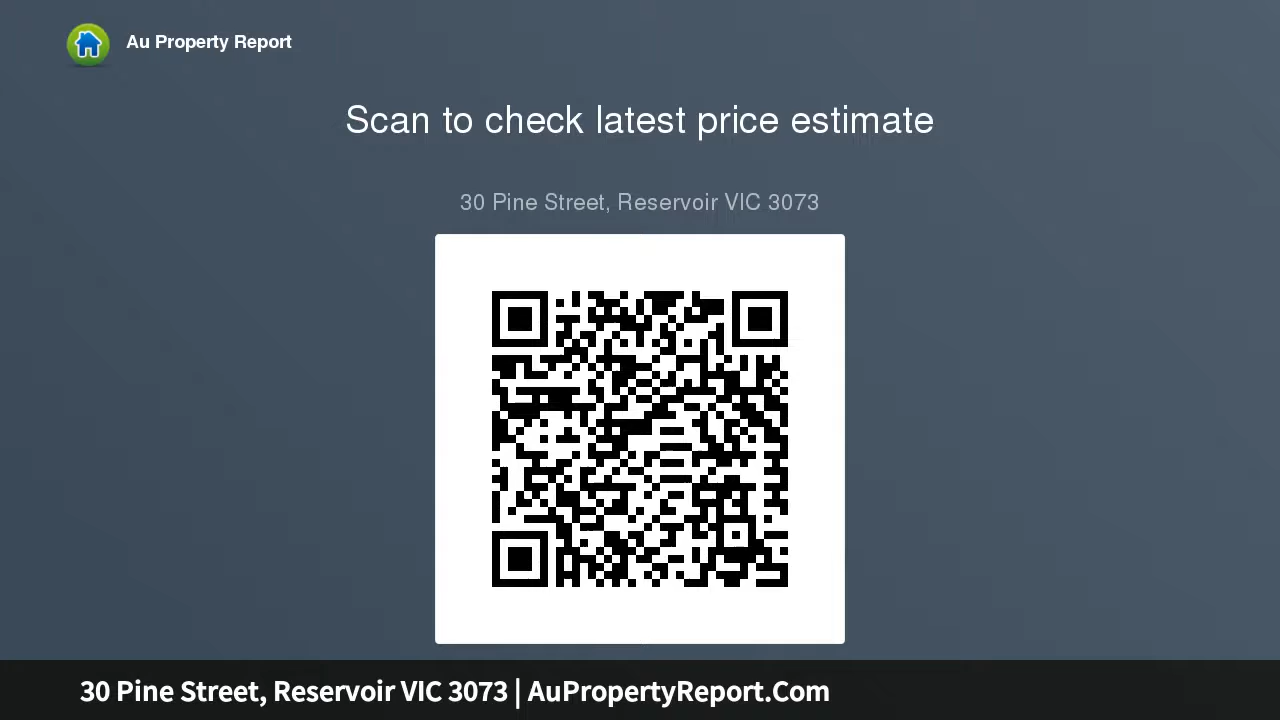 Au Property Report
Scan to check latest price estimate
30 Pine Street, Reservoir VIC 3073
30 Pine Street, Reservoir VIC 3073 | AuPropertyReport.Com